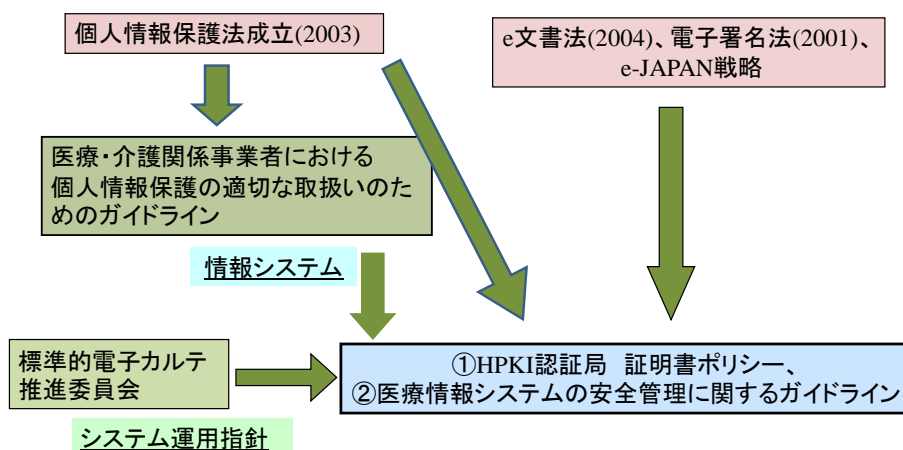 個人情報保護法成立(2003)
e文書法(2004)、電子署名法(2001)、
e-JAPAN戦略
医療・介護関係事業者における
個人情報保護の適切な取扱いのた
めのガイドライン
情報システム
標準的電子カルテ
推進委員会
①HPKI認証局　証明書ポリシー、
②医療情報システムの安全管理に関するガイドライン
システム運用指針